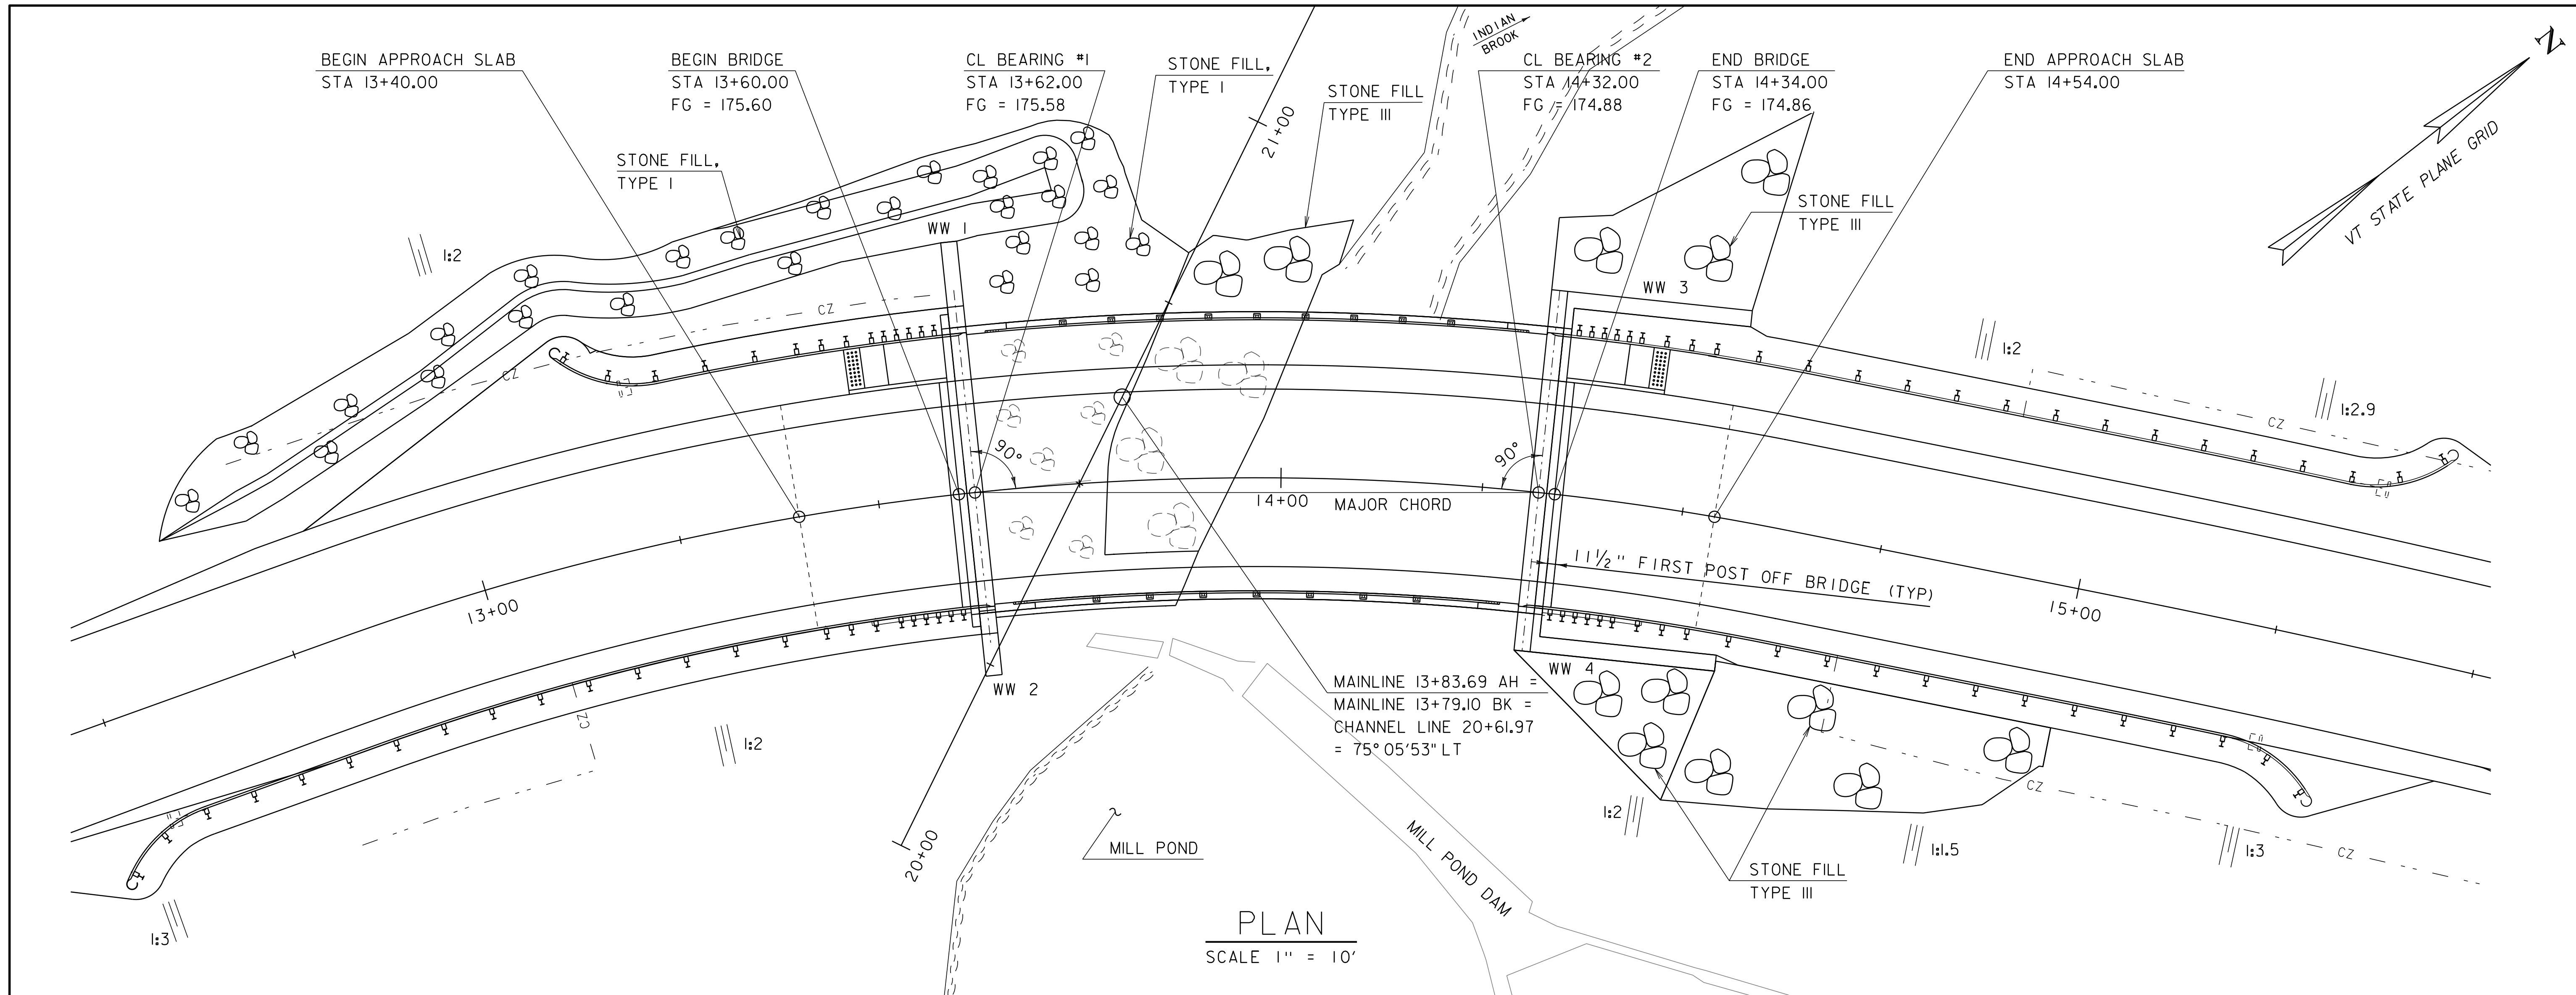 BEGIN APPROACH SLAB
STA 13+40.00
BEGIN BRIDGE
STA 13+60.00
FG = 175.60
CL BEARING #1
STA 13+62.00
FG = 175.58
STONE FILL,
TYPE I
STONE FILL
TYPE III
INDIAN
BROOK
CL BEARING #2
STA 14+32.00
FG = 174.88
END BRIDGE
STA 14+34.00
FG = 174.86
END APPROACH SLAB
STA 14+54.00
N
VT STATE PLANE GRID
21+00
STONE FILL,
TYPE I
STONE FILL
TYPE III
1:2
WW 1
WW 3
CZ
CZ
1:2
1:2.9
CZ
90°
90°
14+00
MAJOR CHORD
13+00
11 1/2" FIRST POST OFF BRIDGE (TYP)
15+00
WW 2
WW 4
CZ
MAINLINE 13+83.69 AH =
MAINLINE 13+79.10 BK =
CHANNEL LINE 20+61.97
= 75° 05'53" LT
1:2
20+00
MILL POND
MILL POND DAM
1:2
1:1.5
CZ
1:3
CZ
STONE FILL
TYPE III
1:3
PLAN
SCALE 1" = 10'